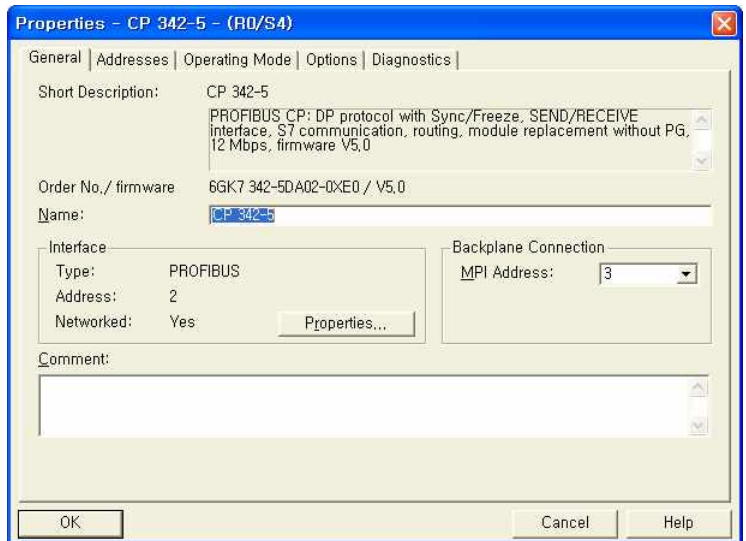 Properties - CP 342-5 - (R0/S4)
General Addresses Operating Mode Options Diagnostics
Short Description: CP 342-5
PROFIBUS CP: DP protocol with Sync/Freeze, SEND/RECEIVE
interface, S7 communication, routing, module replacement without PG,
12 Mbps, firmware V5.0
Order No./ firmware 6GK7 342-5DA02-0XE0 / V5.0
Name: CP 342-5
Interface
Type: PROFIBUS
Address: 2
Networked: Yes Properties...
Backplane Connection
MPI Address: 3
Comment:
OK Cancel Help